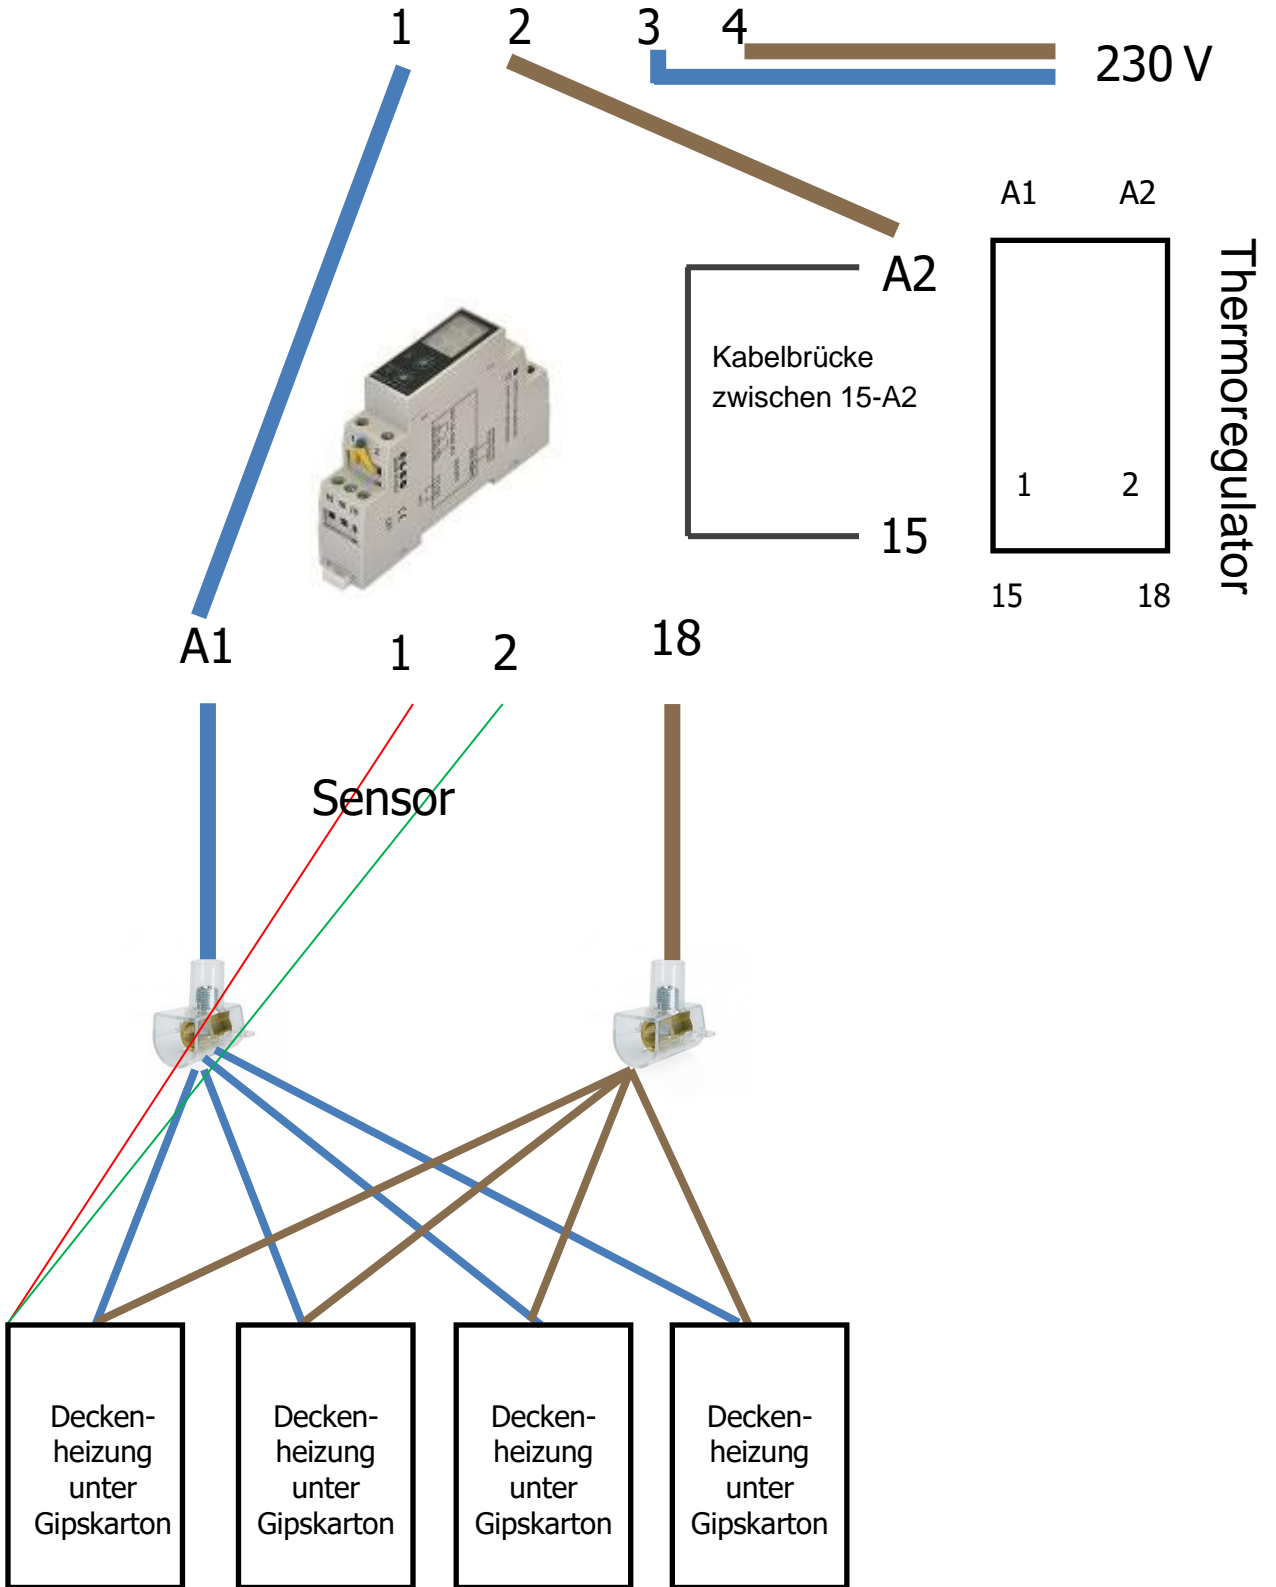 1 2 3 4
230 V
A1 A2
A2
Thermoregulator
Kabelbrücke
zwischen 15-A2
1 2
15
15 18
A1 1 2 18
Sensor
Decken-
heizung
unter
Gipskarton
Decken-
heizung
unter
Gipskarton
Decken-
heizung
unter
Gipskarton
Decken-
heizung
unter
Gipskarton